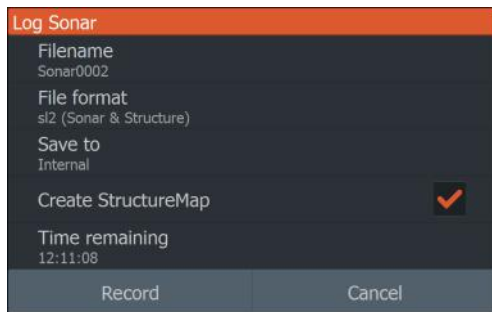 Log Sonar
Filename
Sonar0002
File format
sl2 (Sonar & Structure)
Save to
Internal
Create StructureMap
Time remaining
12:11:08
Record Cancel